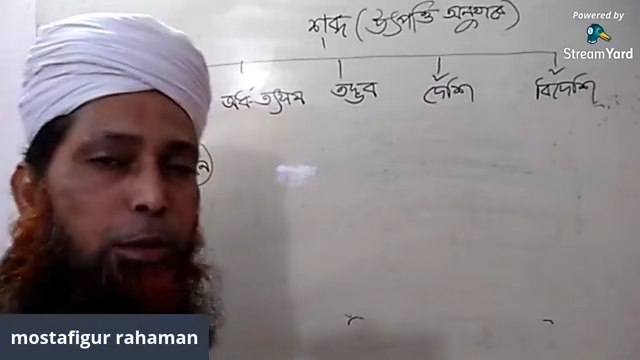 শব্দ (উৎপত্তি অনুসারে)
অর্ধ-তৎসম তদ্ভব দেশি বিদেশি
Powered by
StreamYard
mostafigur rahaman